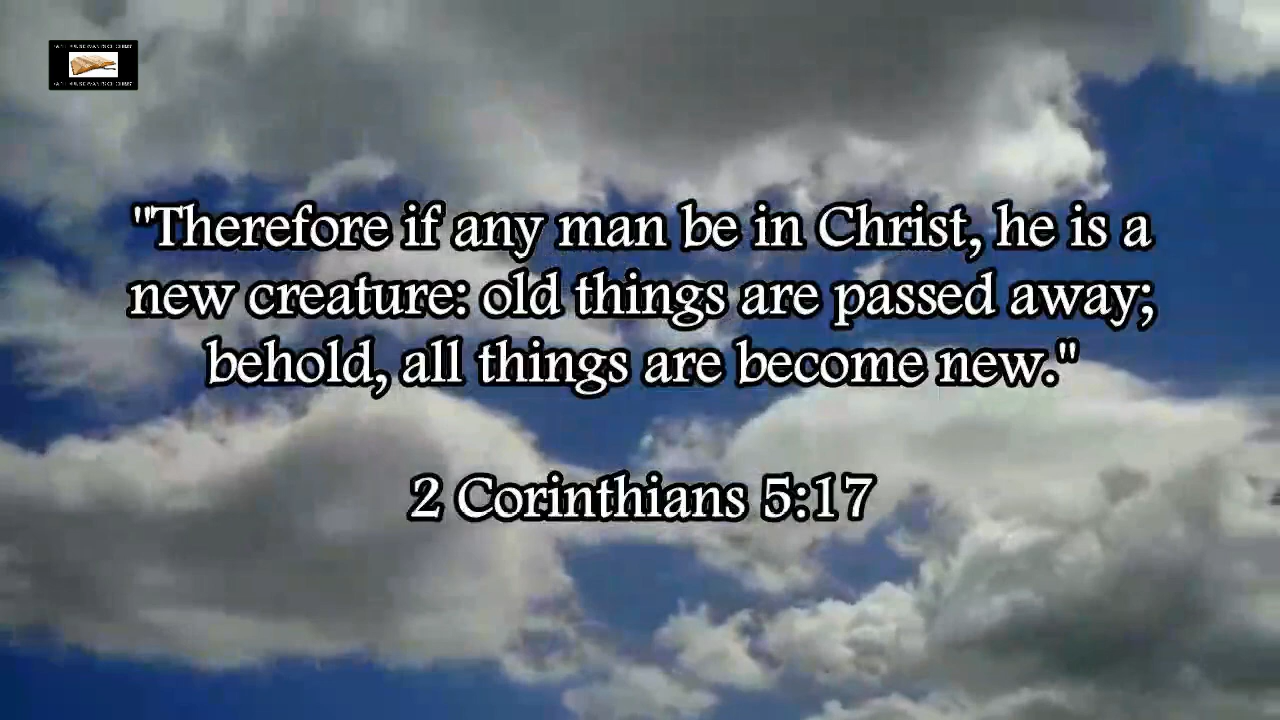 "Therefore if any man be in Christ, he is a
new creature: old things are passed away;
behold, all things are become new."
2 Corinthians 5:17